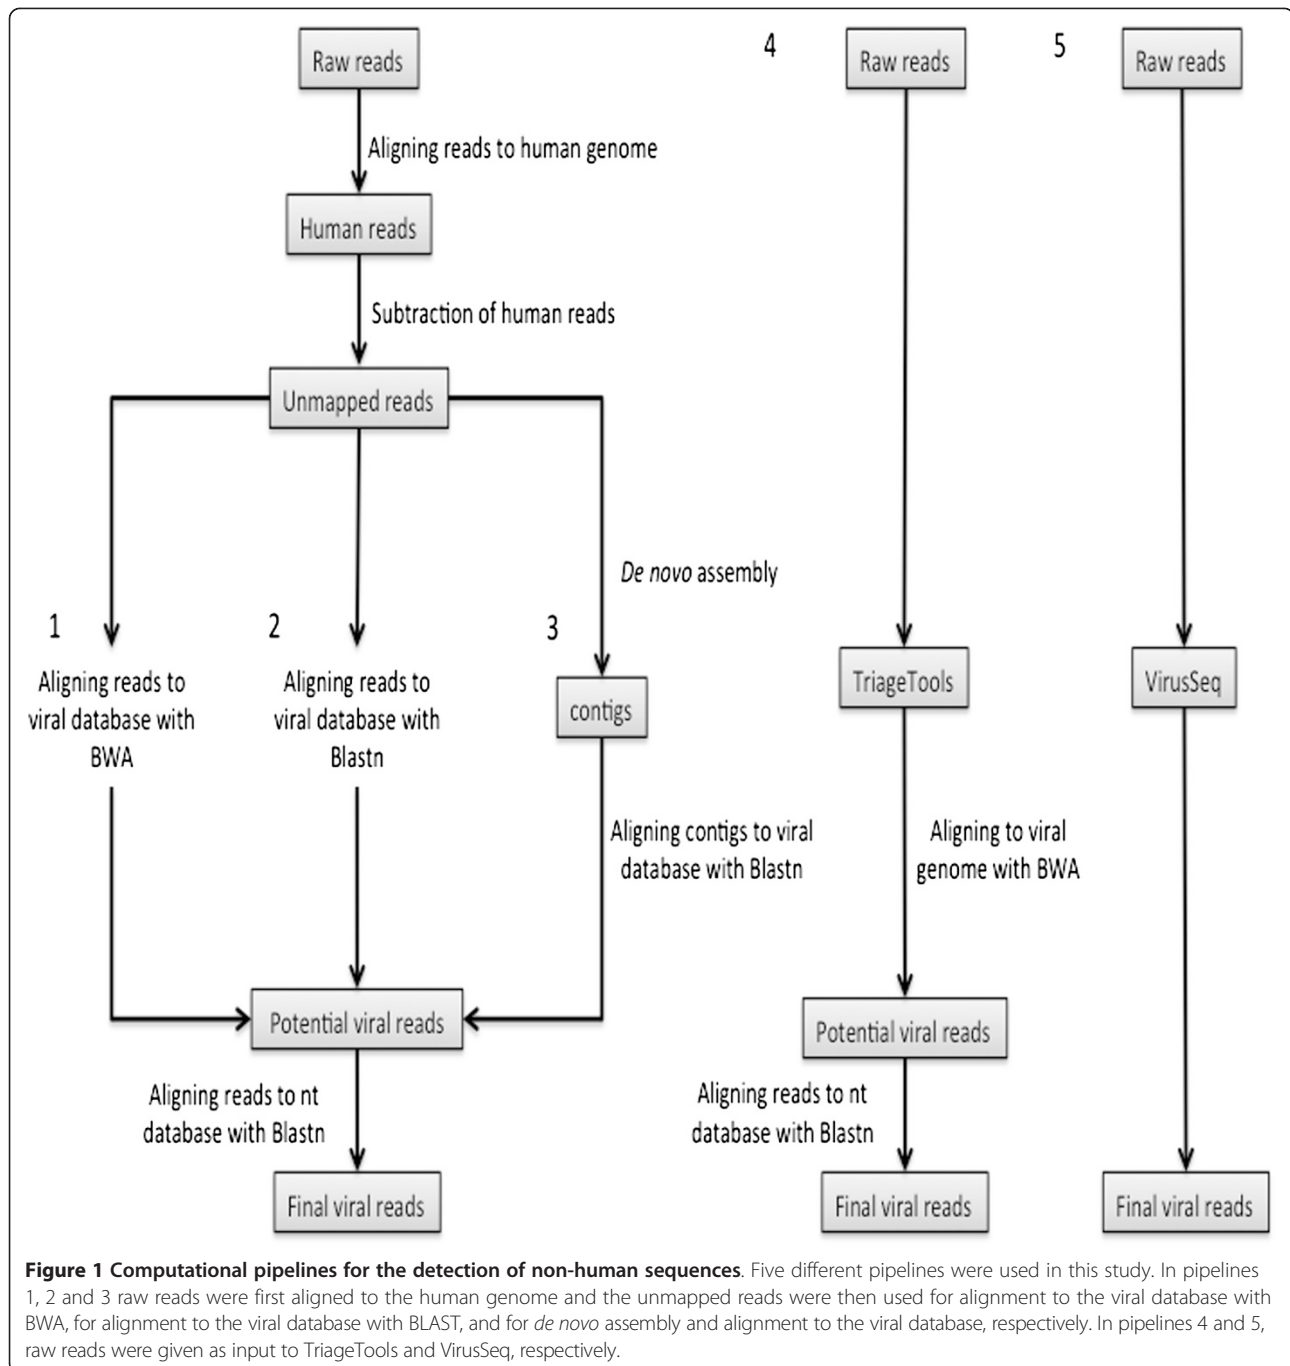 Raw reads
Aligning reads to human genome
Human reads
Subtraction of human reads
Unmapped reads
De novo assembly
1
Aligning reads to
viral database with
BWA
2
Aligning reads to
viral database with
Blastn
3
contigs
Aligning contigs to viral
database with Blastn
Potential viral reads
Aligning reads to nt
database with Blastn
Final viral reads
4
Raw reads
TriageTools
Aligning to viral
genome with BWA
Potential viral reads
Aligning reads to nt
database with Blastn
Final viral reads
5
Raw reads
VirusSeq
Final viral reads
Figure 1 Computational pipelines for the detection of non-human sequences. Five different pipelines were used in this study. In pipelines
1, 2 and 3 raw reads were first aligned to the human genome and the unmapped reads were then used for alignment to the viral database with
BWA, for alignment to the viral database with BLAST, and for de novo assembly and alignment to the viral database, respectively. In pipelines 4 and 5,
raw reads were given as input to TriageTools and VirusSeq, respectively.